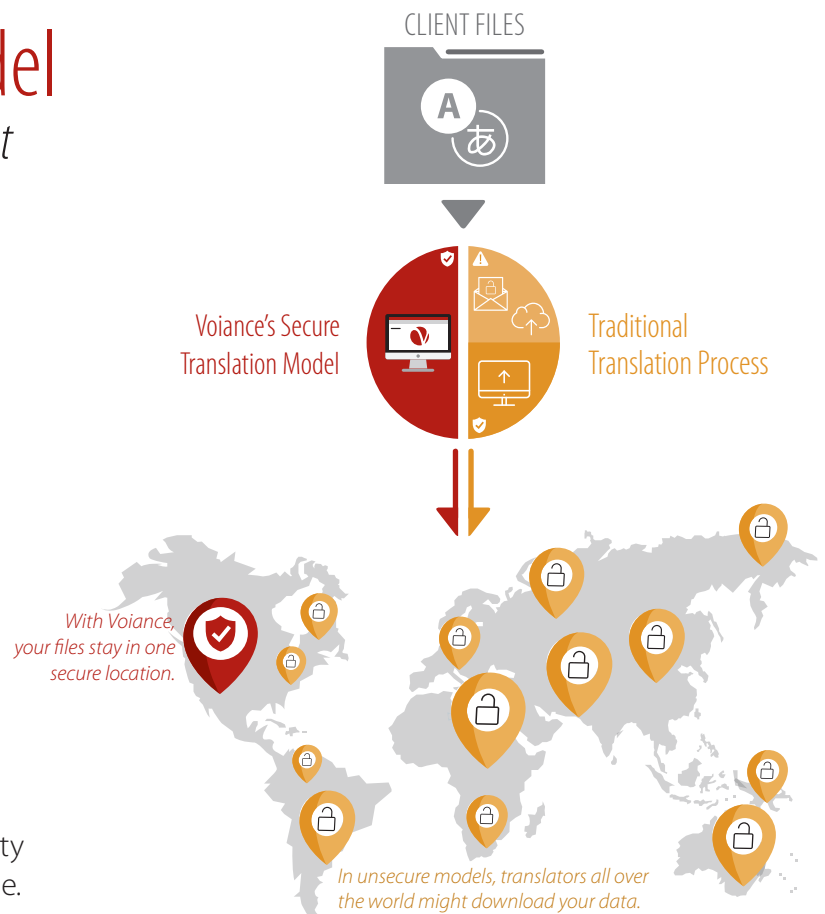 CLIENT FILES
del
t
A
あ
Voiance's Secure
Translation Model
Traditional
Translation Process
With Voiance,
your files stay in one
secure location.
ty
e.
In unsecure models, translators all over
the world might download your data.